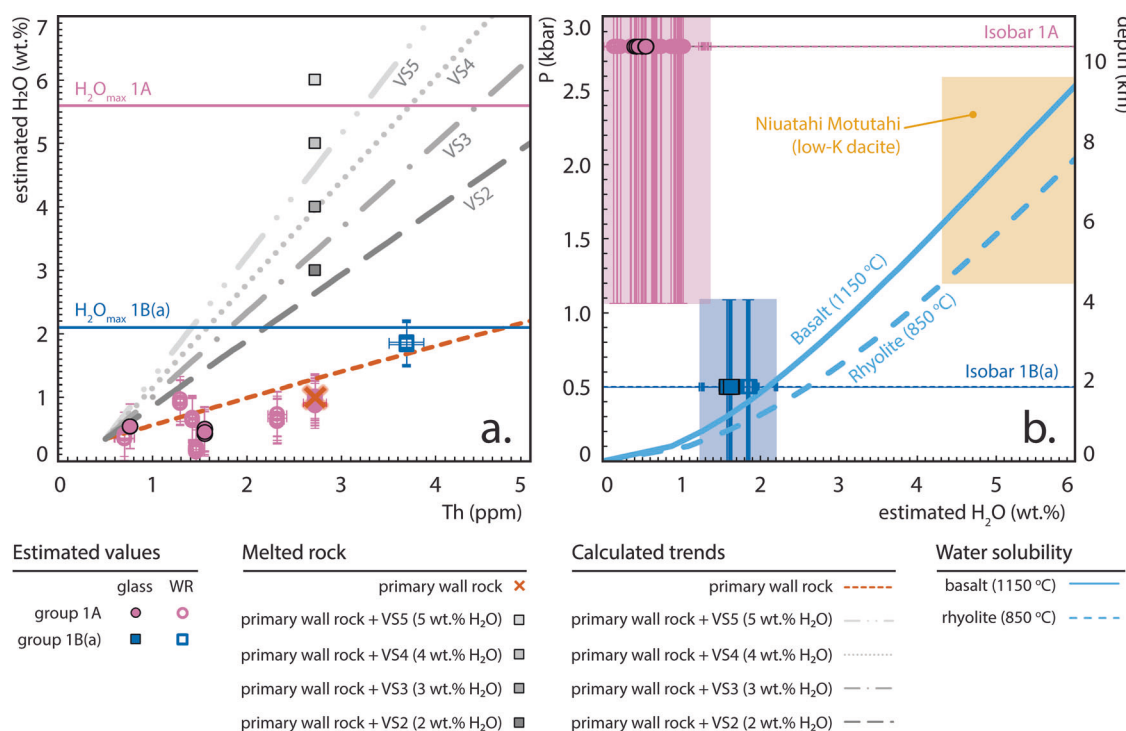 7
6
5
4
3
2
1
0
estimated H₂O (wt.%)
H₂Omax 1A
H₂Omax 1B(a)
VS5
VS4
VS3
VS2
a.
0 1 2 3 4 5
Th (ppm)
3.0
2.5
2.0
1.5
1.0
0.5
0.0
P (kbar)
Isobar 1A
Niuatahi Motutahi
(low-K dacite)
Basalt (1150 ºC)
Rhyolite (850 ºC)
Isobar 1B(a)
b.
10
8
6
4
2
0
depth (km)
0 1 2 3 4 5 6
estimated H₂O (wt.%)
Estimated values
glass WR
group 1A
group 1B(a)
Melted rock
primary wall rock
primary wall rock + VS5 (5 wt.% H₂O)
primary wall rock + VS4 (4 wt.% H₂O)
primary wall rock + VS3 (3 wt.% H₂O)
primary wall rock + VS2 (2 wt.% H₂O)
Calculated trends
primary wall rock
primary wall rock + VS5 (5 wt.% H₂O)
primary wall rock + VS4 (4 wt.% H₂O)
primary wall rock + VS3 (3 wt.% H₂O)
primary wall rock + VS2 (2 wt.% H₂O)
Water solubility
basalt (1150 ºC)
rhyolite (850 ºC)